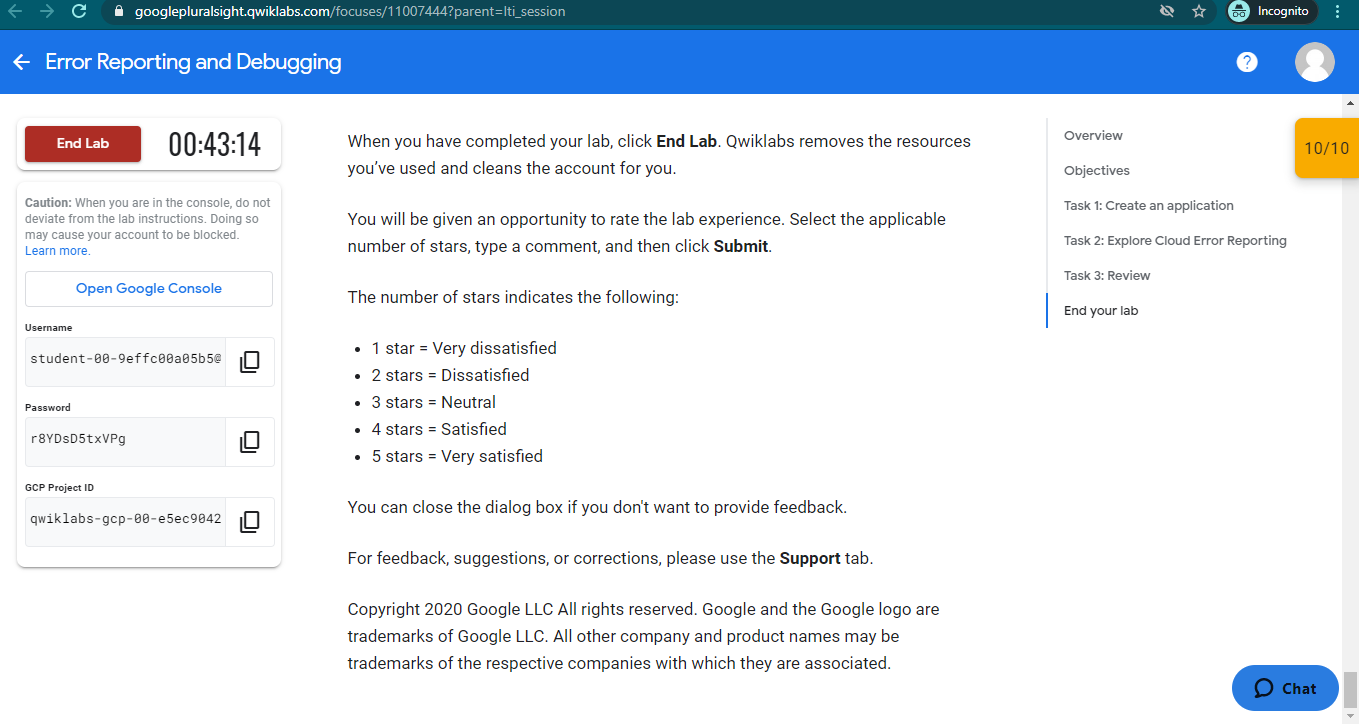 googlepluralsight.qwiklabs.com/focuses/11007444?parent=lti_session
Incognito
Error Reporting and Debugging
?
End Lab
00:43:14
Caution: When you are in the console, do not
deviate from the lab instructions. Doing so
may cause your account to be blocked.
Learn more.
Open Google Console
Username
student-00-9effc00a05b5@
Password
r8YDsD5txVPg
GCP Project ID
qwiklabs-gcp-00-e5ec9042
When you have completed your lab, click End Lab. Qwiklabs removes the resources
you’ve used and cleans the account for you.
You will be given an opportunity to rate the lab experience. Select the applicable
number of stars, type a comment, and then click Submit.
The number of stars indicates the following:
• 1 star = Very dissatisfied
• 2 stars = Dissatisfied
• 3 stars = Neutral
• 4 stars = Satisfied
• 5 stars = Very satisfied
You can close the dialog box if you don't want to provide feedback.
For feedback, suggestions, or corrections, please use the Support tab.
Copyright 2020 Google LLC All rights reserved. Google and the Google logo are
trademarks of Google LLC. All other company and product names may be
trademarks of the respective companies with which they are associated.
Overview
Objectives
Task 1: Create an application
Task 2: Explore Cloud Error Reporting
Task 3: Review
End your lab
10/10
Chat